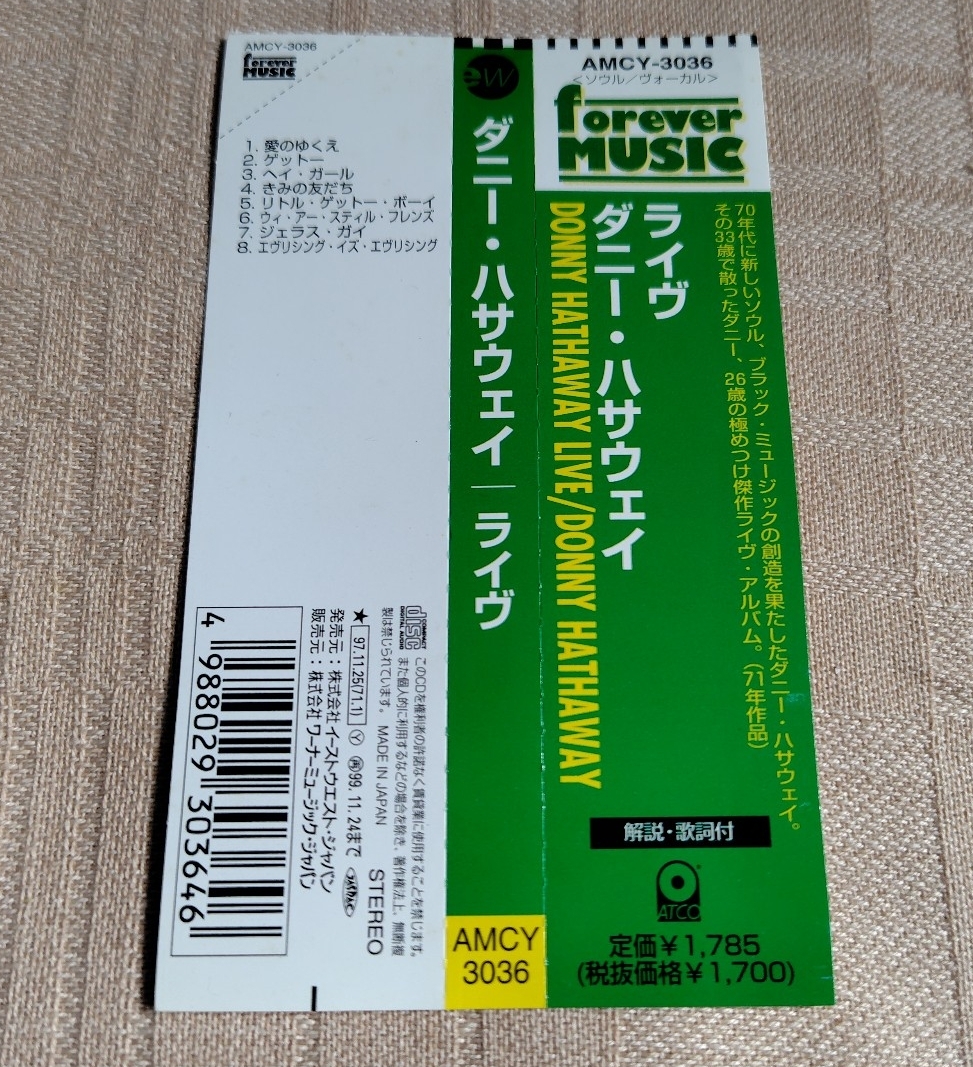 AMCY-3036
forever
MUSIC
1. 愛のゆくえ
2. ゲットー
3. ヘイ・ガール
4. きみの友だち
5. リトル・ゲットー・ボーイ
6. ウィ・アー・スティル・フレンズ
7. ジェラス・ガイ
8. エヴリシング・イズ・エヴリシング
COMPACT
disc
DIGITAL AUDIO
このCDを権利者の許諾なく賃貸業に使用することを禁じます。
また個人的に利用するなどの場合を除き、著作権法上、無断複
製は禁じられています。 MADE IN JAPAN
STEREO
★ 97.11.25(71.1) Ⓨ ㊢99.11.24まで
発売元：株式会社イーストウエスト・ジャパン
販売元：株式会社 ワーナーミュージック・ジャパン
4 988029 303646
ew
ダニー・ハサウェイ｜ライヴ
AMCY
3036
AMCY-3036
<ソウル／ヴォーカル>
forever
MUSIC
70年代に新しいソウル、ブラック・ミュージックの創造を果たしたダニー・ハサウェイ。
その33歳で散ったダニー、26歳の極めつけ傑作ライヴ・アルバム。(71年作品)
ライヴ
ダニー・ハサウェイ
DONNY HATHAWAY LIVE/DONNY HATHAWAY
解説・歌詞付
ATCO
定価￥1,785
(税抜価格￥1,700)